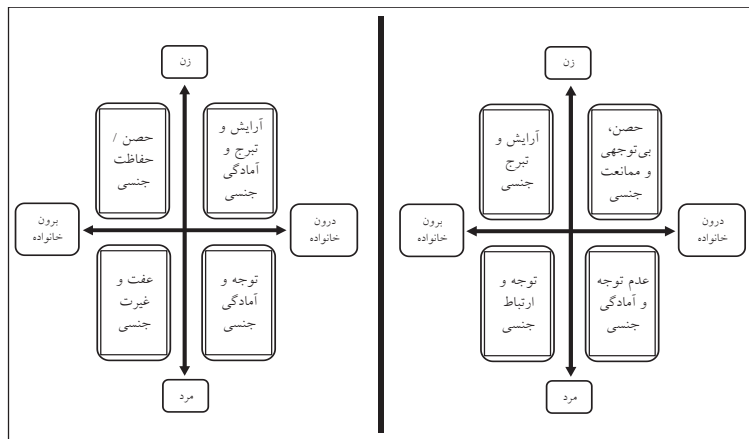 زن
حصن،
بی‌توجهی
و ممانعت
جنسی
آرایش و
تبرج
جنسی
درون
خانواده
برون
خانواده
عدم توجه
و آمادگی
جنسی
توجه و
ارتباط
جنسی
مرد
زن
آرایش و
تبرج و
آمادگی
جنسی
حصن /
حفاظت
جنسی
درون
خانواده
برون
خانواده
توجه و
آمادگی
جنسی
عفت و
غیرت
جنسی
مرد